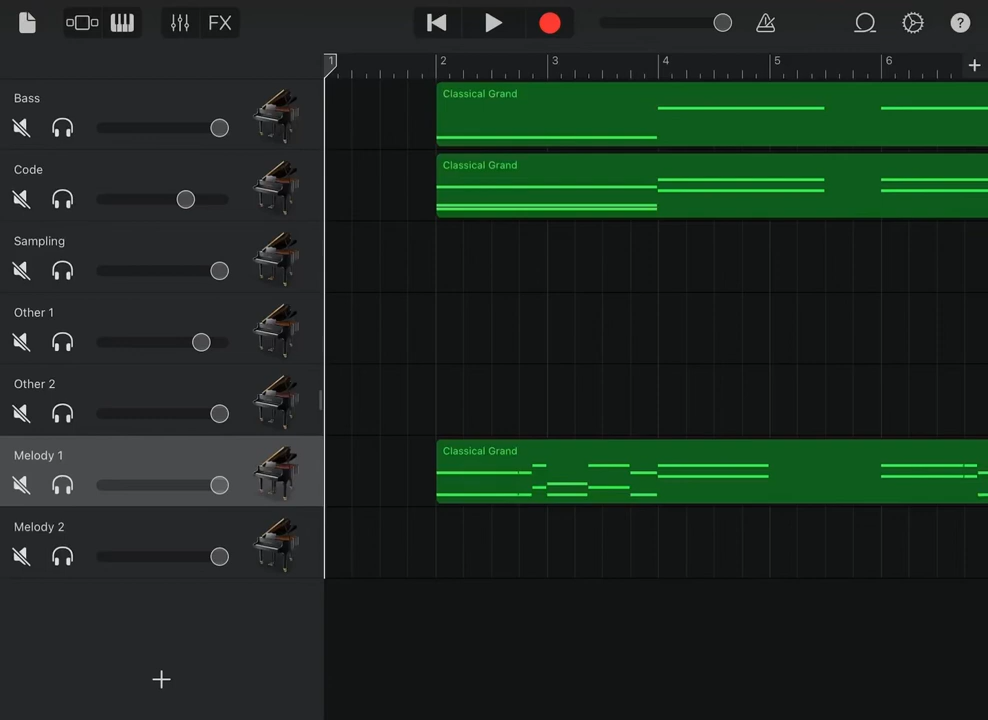 FX
1
2
3
4
5
6
+
?
Bass
Classical Grand
Code
Classical Grand
Sampling
Other 1
Other 2
Melody 1
Classical Grand
Melody 2
+